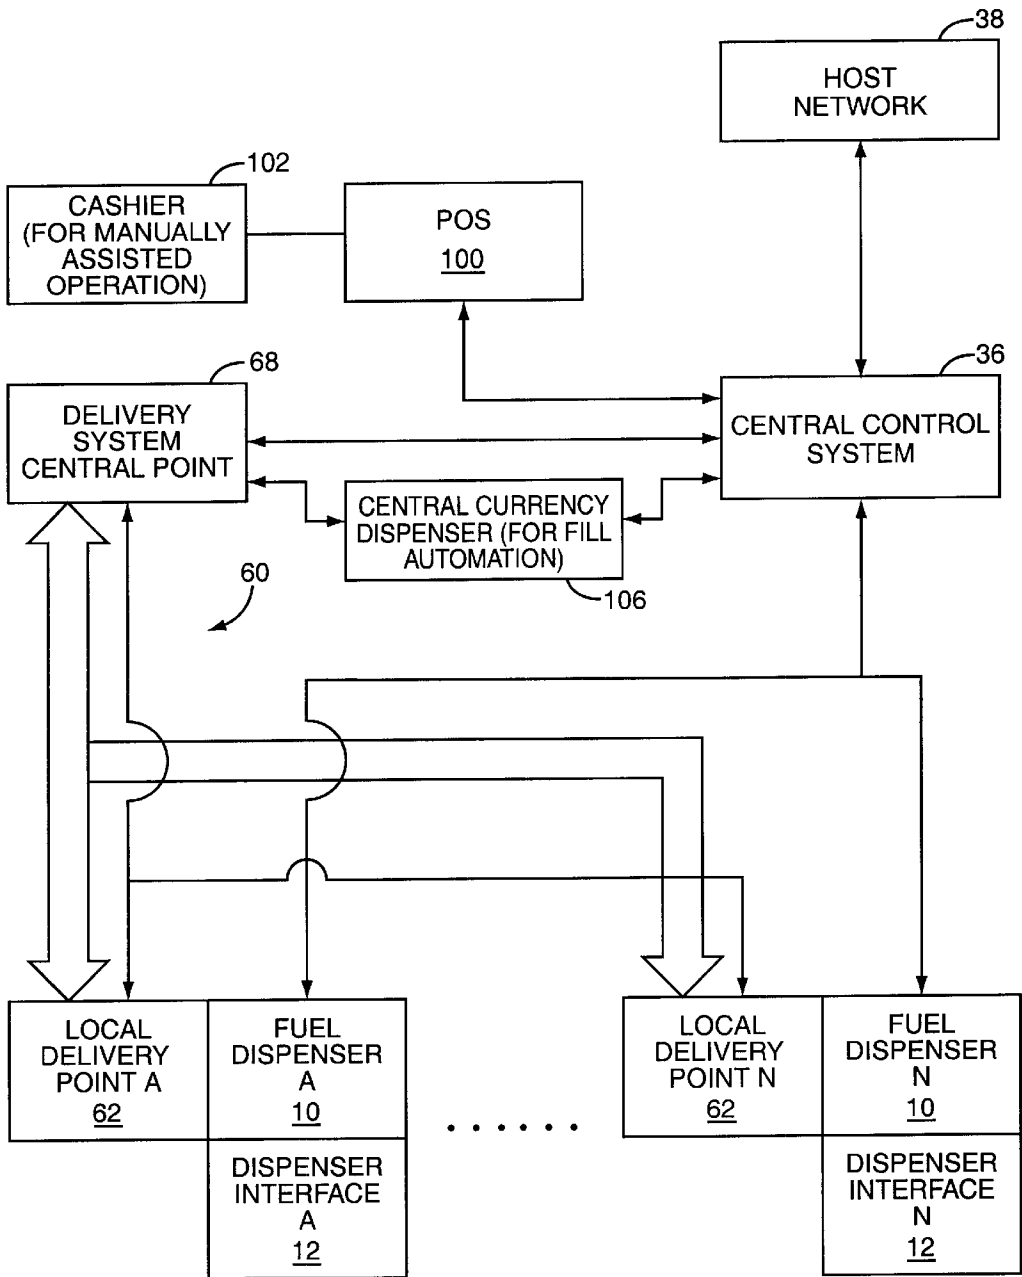 38
HOST
NETWORK
102
CASHIER
(FOR MANUALLY
ASSISTED
OPERATION)
POS
100
68
DELIVERY
SYSTEM
CENTRAL POINT
36
CENTRAL CONTROL
SYSTEM
CENTRAL CURRENCY
DISPENSER (FOR FILL
AUTOMATION)
106
60
LOCAL
DELIVERY
POINT A
62
FUEL
DISPENSER
A
10
DISPENSER
INTERFACE
A
12
LOCAL
DELIVERY
POINT N
62
FUEL
DISPENSER
N
10
DISPENSER
INTERFACE
N
12